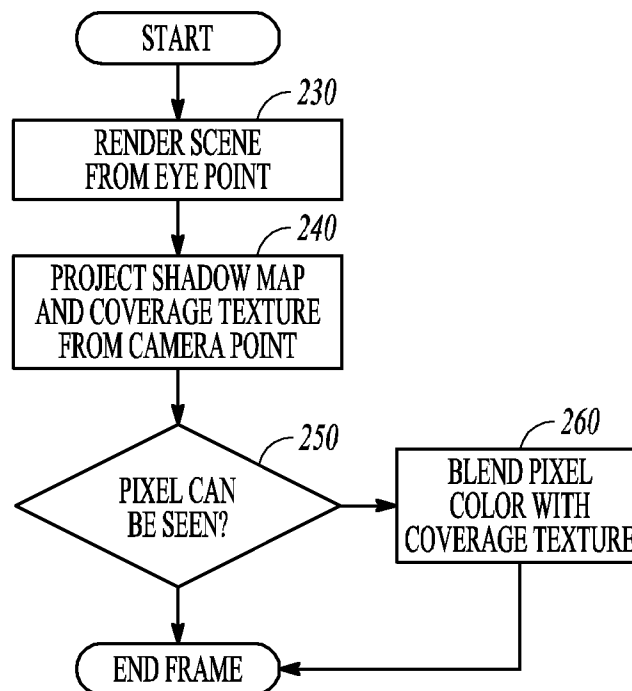 START
230
RENDER SCENE
FROM EYE POINT
240
PROJECT SHADOW MAP
AND COVERAGE TEXTURE
FROM CAMERA POINT
250
PIXEL CAN
BE SEEN?
260
BLEND PIXEL
COLOR WITH
COVERAGE TEXTURE
END FRAME